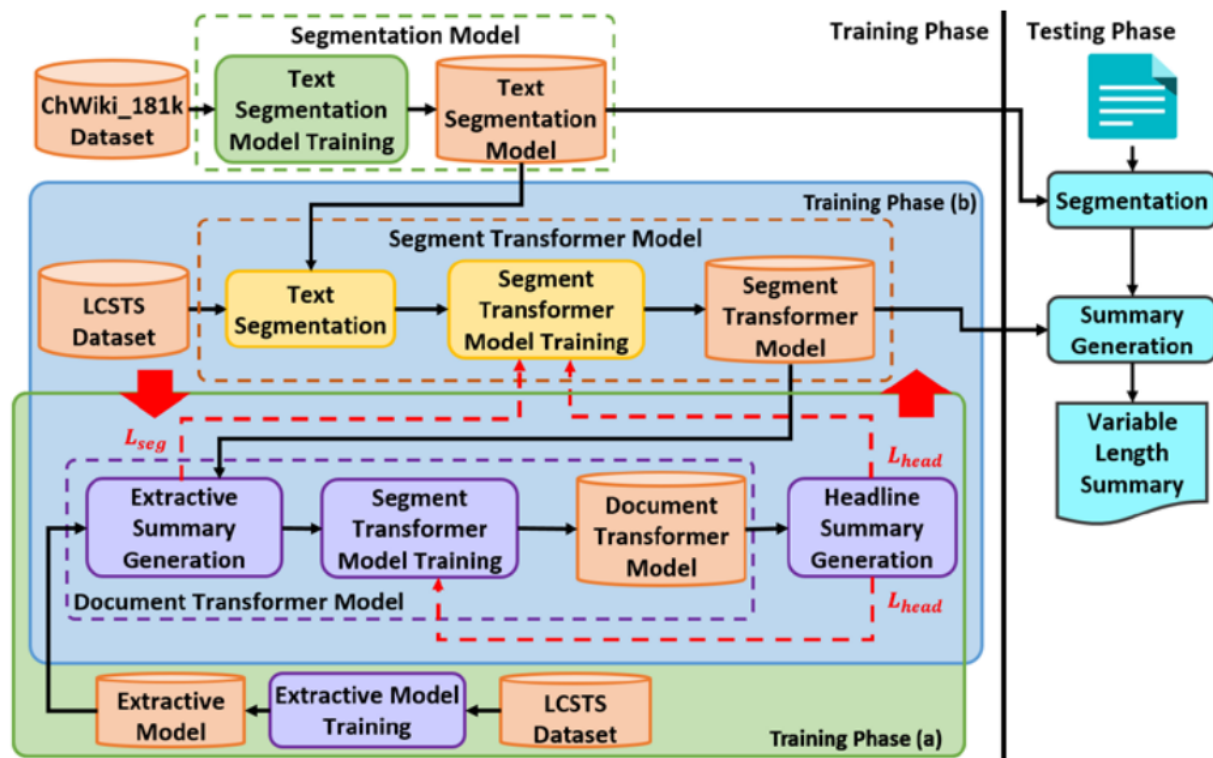 Segmentation Model
Training Phase
Testing Phase
ChWiki_181k
Dataset
Text
Segmentation
Model Training
Text
Segmentation
Model
Segmentation
Training Phase (b)
Segment Transformer Model
LCSTS
Dataset
Text
Segmentation
Segment
Transformer
Model Training
Segment
Transformer
Model
Summary
Generation
Variable
Length
Summary
L_seg
L_head
Extractive
Summary
Generation
Segment
Transformer
Model Training
Document
Transformer
Model
Headline
Summary
Generation
Document Transformer Model
L_head
Extractive
Model
Extractive Model
Training
LCSTS
Dataset
Training Phase (a)